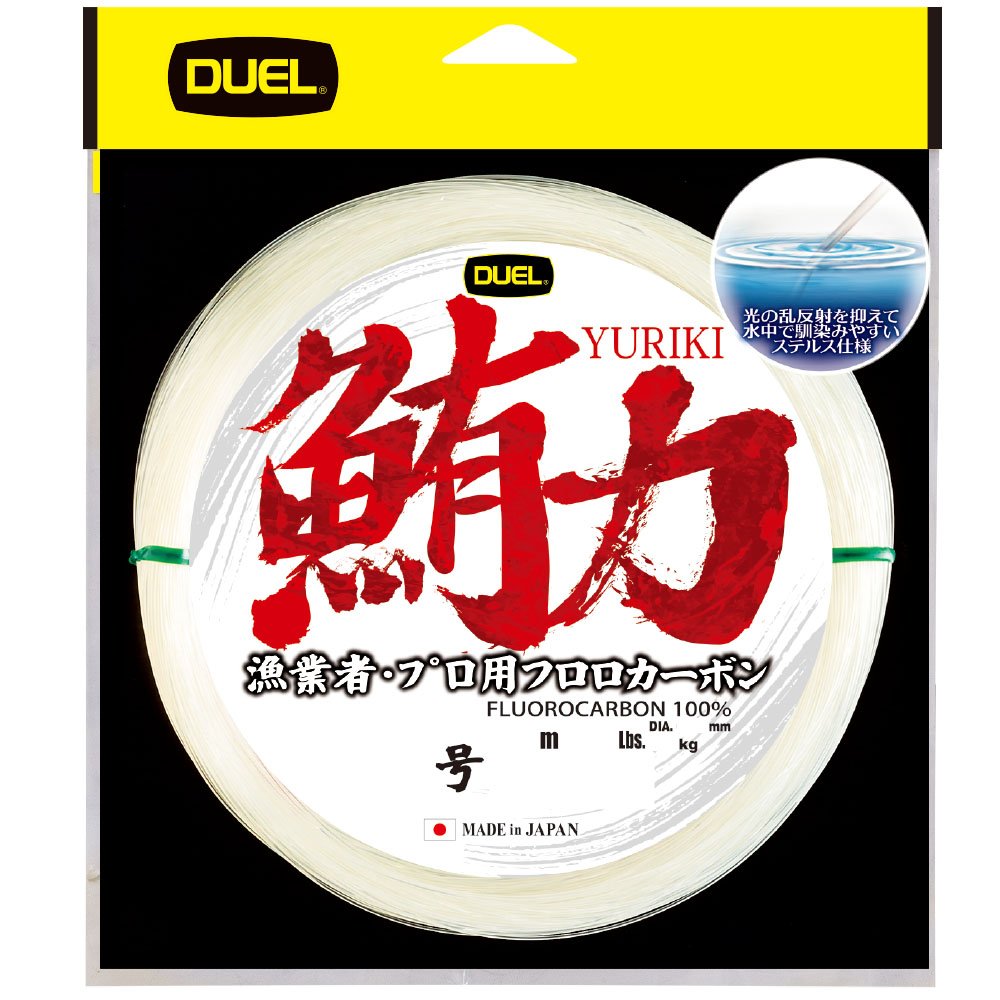 DUEL®
DUEL
YURIKI
光の乱反射を抑えて
水中で馴染みやすい
ステルス仕様
鮪力
漁業者・プロ用フロロカーボン
FLUOROCARBON 100%
m Lbs. DIA. mm kg
号
MADE in JAPAN